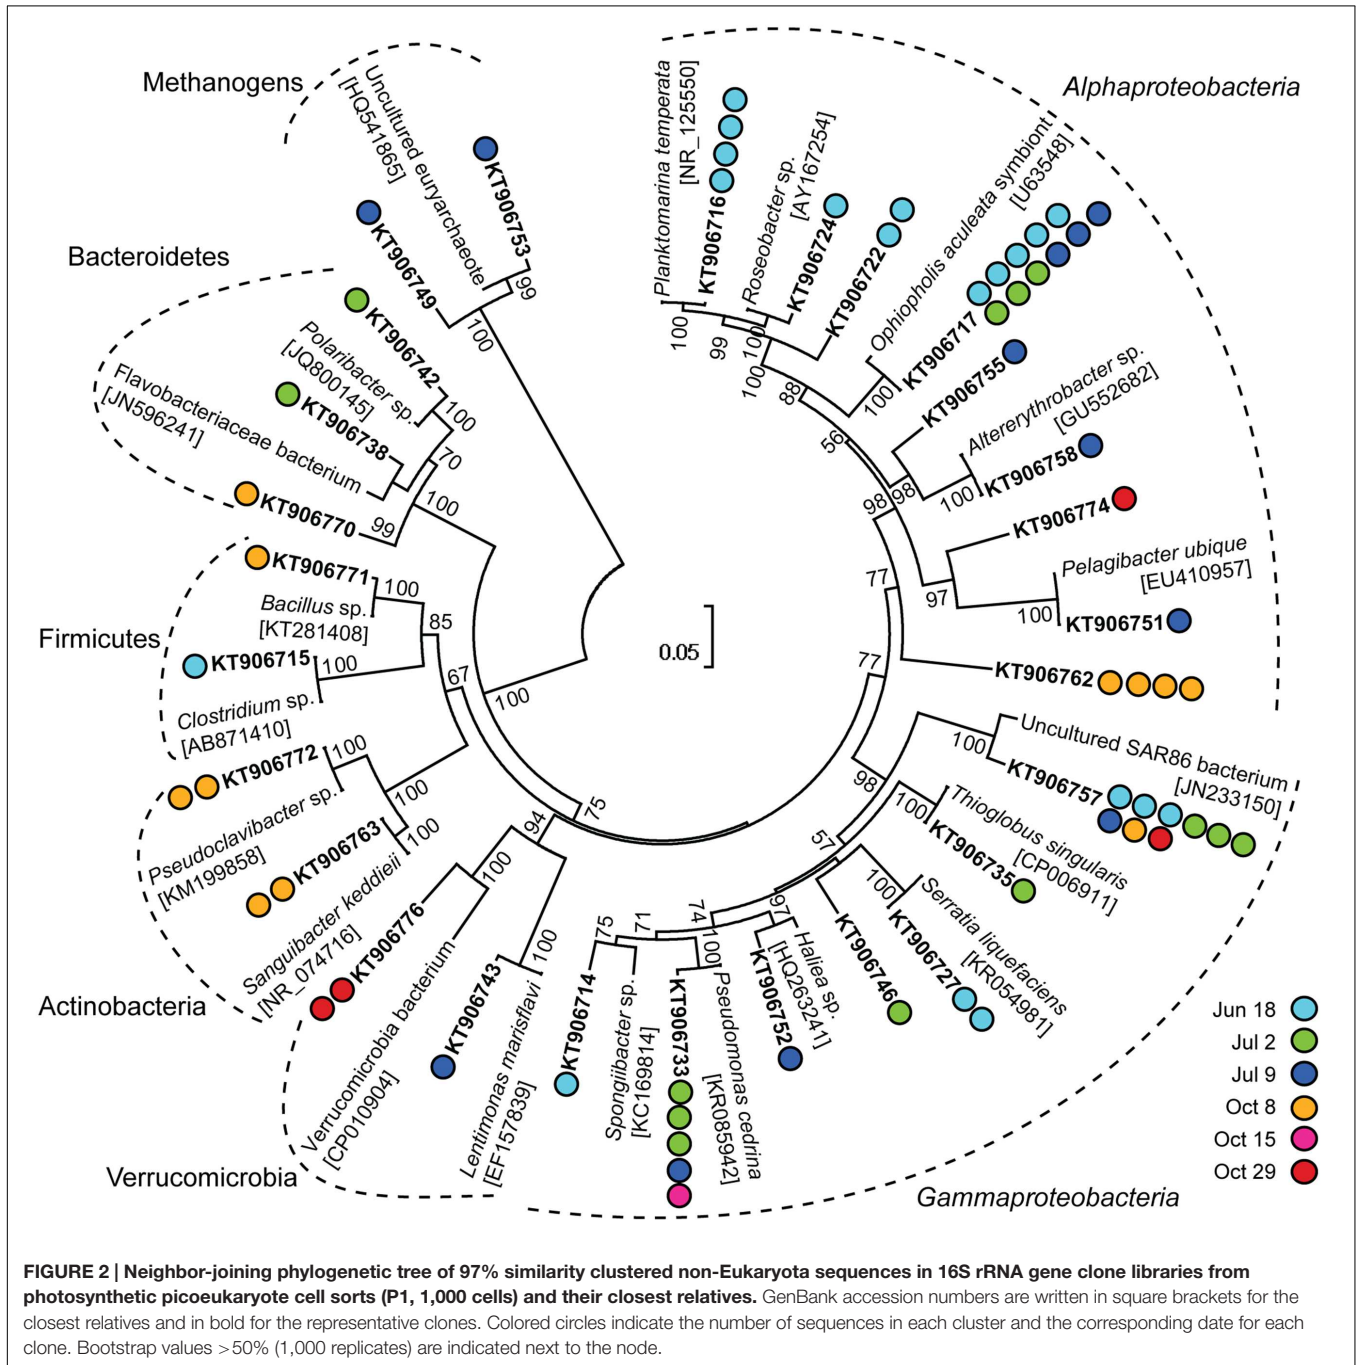 Methanogens
Uncultured euryarchaeote
[HQ541865]
KT906753
KT906749
99
100
Bacteroidetes
KT906742
Polaribacter sp.
[JQ800145]
KT906738
Flavobacteriaceae bacterium
[JN596241]
KT906770
100
70
100
99
Firmicutes
KT906771
100
Bacillus sp.
[KT281408]
85
KT906715
100
Clostridium sp.
[AB871410]
67
100
Actinobacteria
KT906772
100
Pseudoclavibacter sp.
[KM199858]
100
KT906763
100
Sanguibacter keddieii
[NR_074716]
75
94
Verrucomicrobia
KT906776
100
Verrucomicrobia bacterium
[CP010904]
KT906743
100
Lentimonas marisflavi
[EF157839]
Alphaproteobacteria
Planktomarina temperata
[NR_125550]
KT906716
100
99
Roseobacter sp.
[AY167254]
KT906724
100
100
KT906722
88
Ophiopholis aculeata symbiont
[U63548]
KT906717
100
56
KT906755
Altererythrobacter sp.
[GU552682]
KT906758
100
98
98
KT906774
97
Pelagibacter ubique
[EU410957]
100
KT906751
77
KT906762
77
0.05
Uncultured SAR86 bacterium
[JN233150]
100
KT906757
98
Thioglobus singularis
[CP006911]
100
KT906735
57
Serratia liquefaciens
[KR054981]
100
KT906727
KT906746
97
Haliea sp.
[HQ263241]
KT906752
74
100
Pseudomonas cedrina
[KR085942]
KT906733
71
Spongiibacter sp.
[KC169814]
75
KT906714
Gammaproteobacteria
Jun 18
Jul 2
Jul 9
Oct 8
Oct 15
Oct 29
FIGURE 2 | Neighbor-joining phylogenetic tree of 97% similarity clustered non-Eukaryota sequences in 16S rRNA gene clone libraries from
photosynthetic picoeukaryote cell sorts (P1, 1,000 cells) and their closest relatives. GenBank accession numbers are written in square brackets for the
closest relatives and in bold for the representative clones. Colored circles indicate the number of sequences in each cluster and the corresponding date for each
clone. Bootstrap values >50% (1,000 replicates) are indicated next to the node.